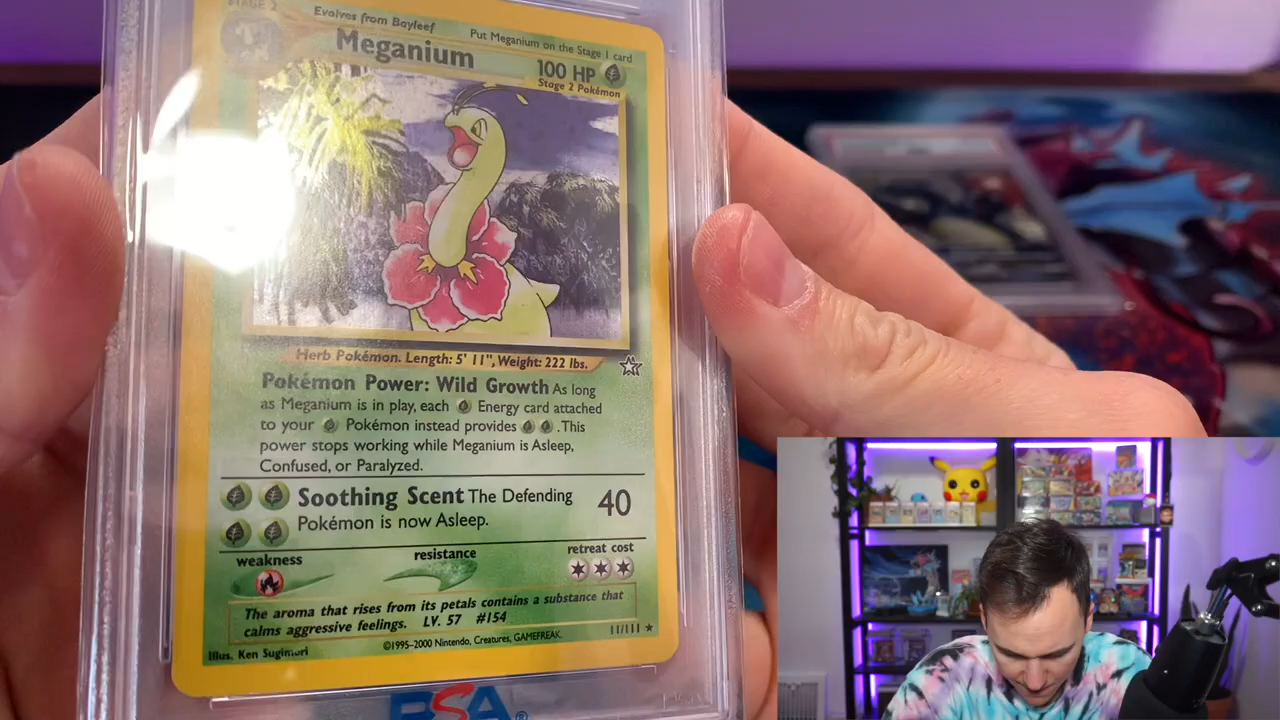 STAGE 2
Evolves from Bayleef
Put Meganium on the Stage 1 card
Meganium
100 HP
Stage 2 Pokémon
Herb Pokémon. Length: 5' 11", Weight: 222 lbs.
Pokémon Power: Wild Growth As long
as Meganium is in play, each Energy card attached
to your Pokémon instead provides . This
power stops working while Meganium is Asleep,
Confused, or Paralyzed.
Soothing Scent The Defending 40
Pokémon is now Asleep.
weakness resistance retreat cost
The aroma that rises from its petals contains a substance that
calms aggressive feelings. LV. 57 #154
Illus. Ken Sugimori ©1995-2000 Nintendo, Creatures, GAMEFREAK. 11/111 ★
PSA®